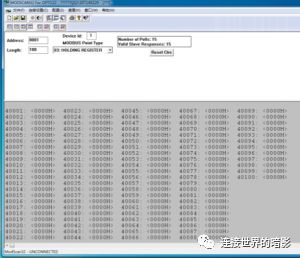 Address: 0001
Device Id: 1
MODBUS Point Type
Length: 100
03: HOLDING REGISTER
Number of Polls: 15
Valid Slave Responses: 15
Reset Ctrs
40001: <0000H> 40023: <0000H> 40045: <0000H> 40067: <0000H> 40089: <0000H>
40002: <0000H> 40024: <0000H> 40046: <0000H> 40068: <0000H> 40090: <0000H>
40003: <0000H> 40025: <0000H> 40047: <0000H> 40069: <0000H> 40091: <0000H>
40004: <0000H> 40026: <0000H> 40048: <0000H> 40070: <0000H> 40092: <0000H>
40005: <0000H> 40027: <0000H> 40049: <0000H> 40071: <0000H> 40093: <0000H>
40006: <0000H> 40028: <0000H> 40050: <0000H> 40072: <0000H> 40094: <0000H>
40007: <0000H> 40029: <0000H> 40051: <0000H> 40073: <0000H> 40095: <0000H>
40008: <0000H> 40030: <0000H> 40052: <0000H> 40074: <0000H> 40096: <0000H>
40009: <0000H> 40031: <0000H> 40053: <0000H> 40075: <0000H> 40097: <0000H>
40010: <0000H> 40032: <0000H> 40054: <0000H> 40076: <0000H> 40098: <0000H>
40011: <0000H> 40033: <0000H> 40055: <0000H> 40077: <0000H> 40099: <0000H>
40012: <0000H> 40034: <0000H> 40056: <0000H> 40078: <0000H> 40100: <0000H>
40013: <0000H> 40035: <0000H> 40057: <0000H> 40079: <0000H>
40014: <0000H> 40036: <0000H> 40058: <0000H> 40080: <0000H>
40015: <0000H> 40037: <0000H> 40059: <0000H> 40081: <0000H>
40016: <0000H> 40038: <0000H> 40060: <0000H> 40082: <0000H>
40017: <0000H> 40039: <0000H> 40061: <0000H> 40083: <0000H>
40018: <0000H> 40040: <0000H> 40062: <0000H> 40084: <0000H>
40019: <0000H> 40041: <0000H> 40063: <0000H> 40085: <0000H>
40020: <0000H> 40042: <0000H> 40064: <0000H> 40086: <0000H>
40021: <0000H> 40043: <0000H> 40065: <0000H> 40087: <0000H>
40022: <0000H> 40044: <0000H> 40066: <0000H> 40088: <0000H>
连接世界的暗影
ModScan32 - UNCONNECTED